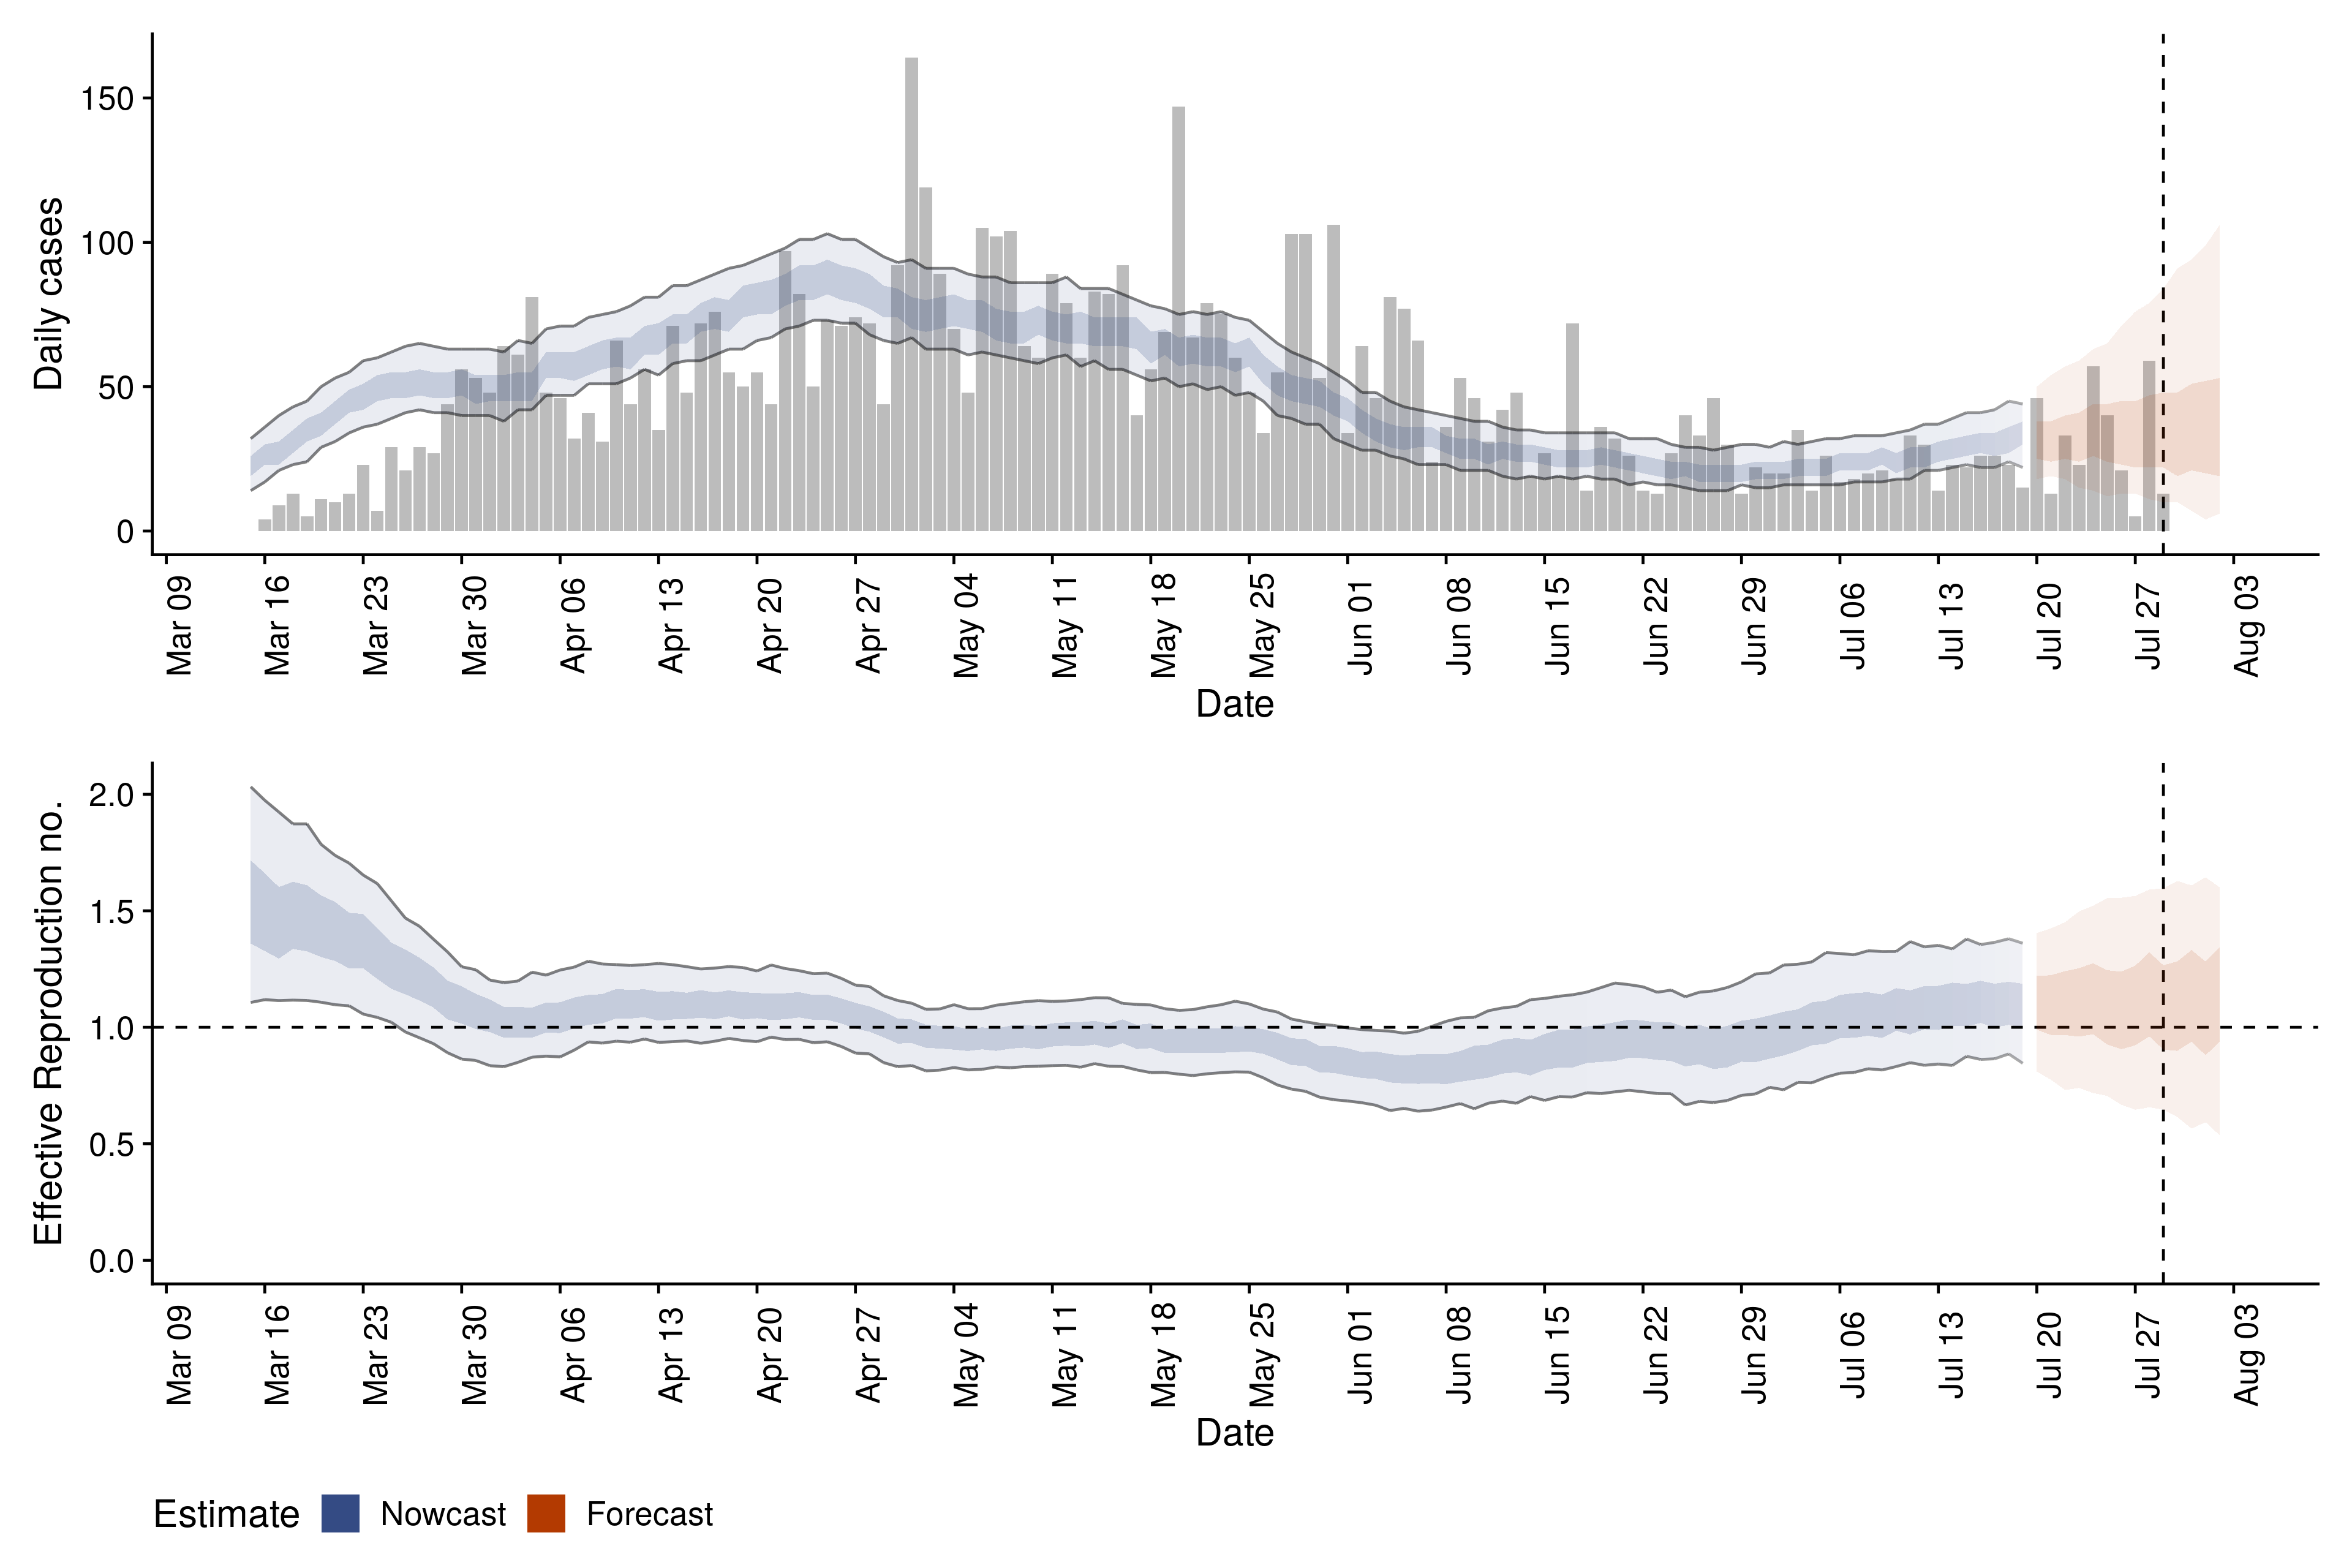 Daily cases
150
100
50
0
Mar 09
Mar 16
Mar 23
Mar 30
Apr 06
Apr 13
Apr 20
Apr 27
May 04
May 11
May 18
May 25
Jun 01
Jun 08
Jun 15
Jun 22
Jun 29
Jul 06
Jul 13
Jul 20
Jul 27
Aug 03
Date
Effective Reproduction no.
2.0
1.5
1.0
0.5
0.0
Mar 09
Mar 16
Mar 23
Mar 30
Apr 06
Apr 13
Apr 20
Apr 27
May 04
May 11
May 18
May 25
Jun 01
Jun 08
Jun 15
Jun 22
Jun 29
Jul 06
Jul 13
Jul 20
Jul 27
Aug 03
Date
Estimate Nowcast Forecast